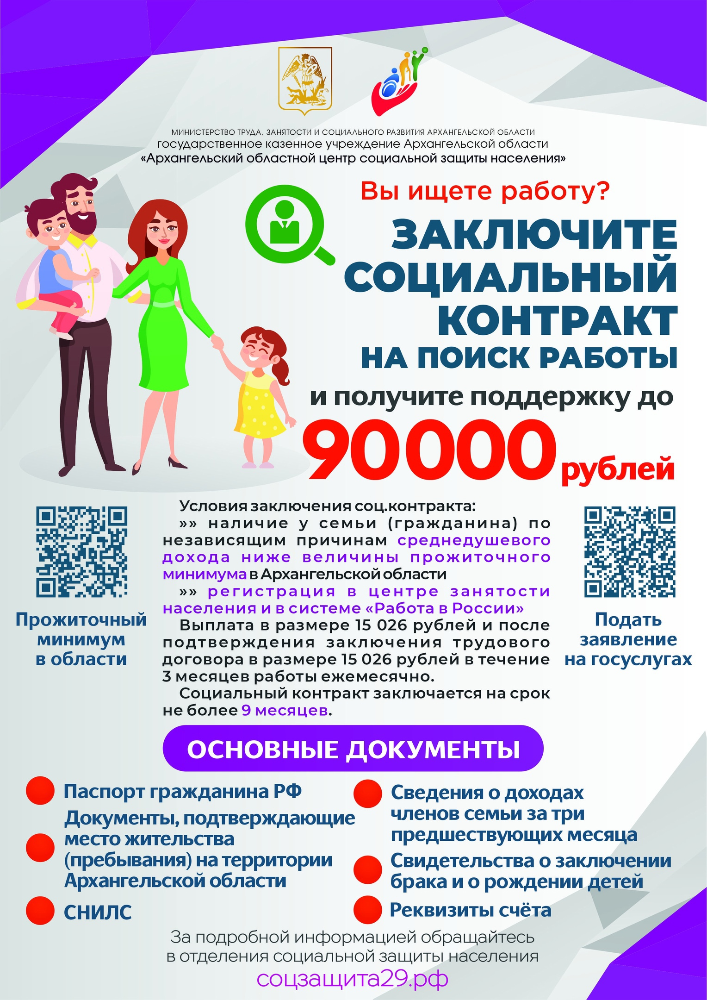 МИНИСТЕРСТВО ТРУДА, ЗАНЯТОСТИ И СОЦИАЛЬНОГО РАЗВИТИЯ АРХАНГЕЛЬСКОЙ ОБЛАСТИ
государственное казенное учреждение Архангельской области
«Архангельский областной центр социальной защиты населения»
Вы ищете работу?
ЗАКЛЮЧИТЕ
СОЦИАЛЬНЫЙ
КОНТРАКТ
НА ПОИСК РАБОТЫ
и получите поддержку до
90 000 рублей
Условия заключения соц.контракта:
»» наличие у семьи (гражданина) по
независящим причинам среднедушевого
дохода ниже величины прожиточного
минимума в Архангельской области
»» регистрация в центре занятости
населения и в системе «Работа в России»
Выплата в размере 15 026 рублей и после
подтверждения заключения трудового
договора в размере 15 026 рублей в течение
3 месяцев работы ежемесячно.
Социальный контракт заключается на срок
не более 9 месяцев.
Прожиточный
минимум
в области
Подать
заявление
на госуслугах
ОСНОВНЫЕ ДОКУМЕНТЫ
Паспорт гражданина РФ
Документы, подтверждающие
место жительства
(пребывания) на территории
Архангельской области
СНИЛС
Сведения о доходах
членов семьи за три
предшествующих месяца
Свидетельства о заключении
брака и о рождении детей
Реквизиты счёта
За подробной информацией обращайтесь
в отделения социальной защиты населения
соцзащита29.рф